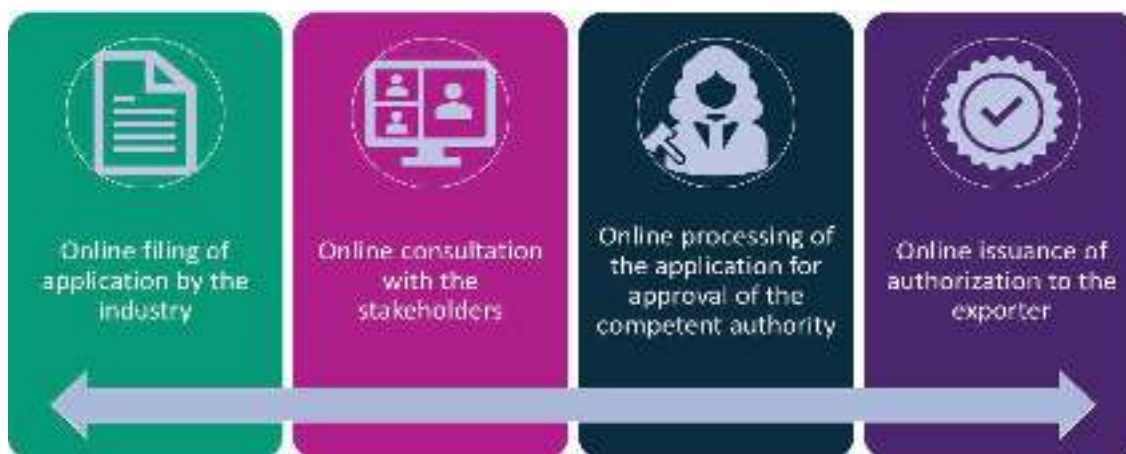 Online filing of
application by the
industry
Online consultation
with the
stakeholders
Online processing of
the application for
approval of the
competent authority
Online issuance of
authorization to the
exporter